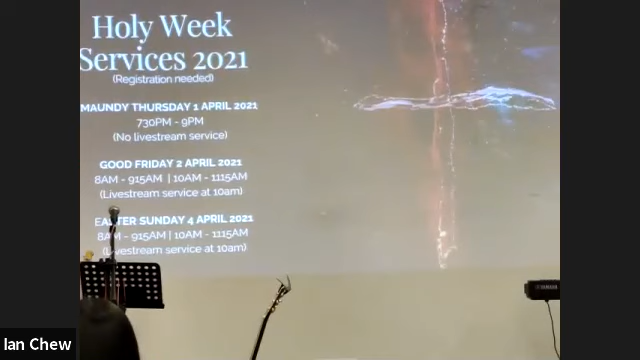 Holy Week
Services 2021
(Registration needed)
MAUNDY THURSDAY 1 APRIL 2021
730PM - 9PM
(No livestream service)
GOOD FRIDAY 2 APRIL 2021
8AM - 915AM | 10AM - 1115AM
(Livestream service at 10am)
EASTER SUNDAY 4 APRIL 2021
8AM - 915AM | 10AM - 1115AM
(Livestream service at 10am)
YAMAHA
Ian Chew